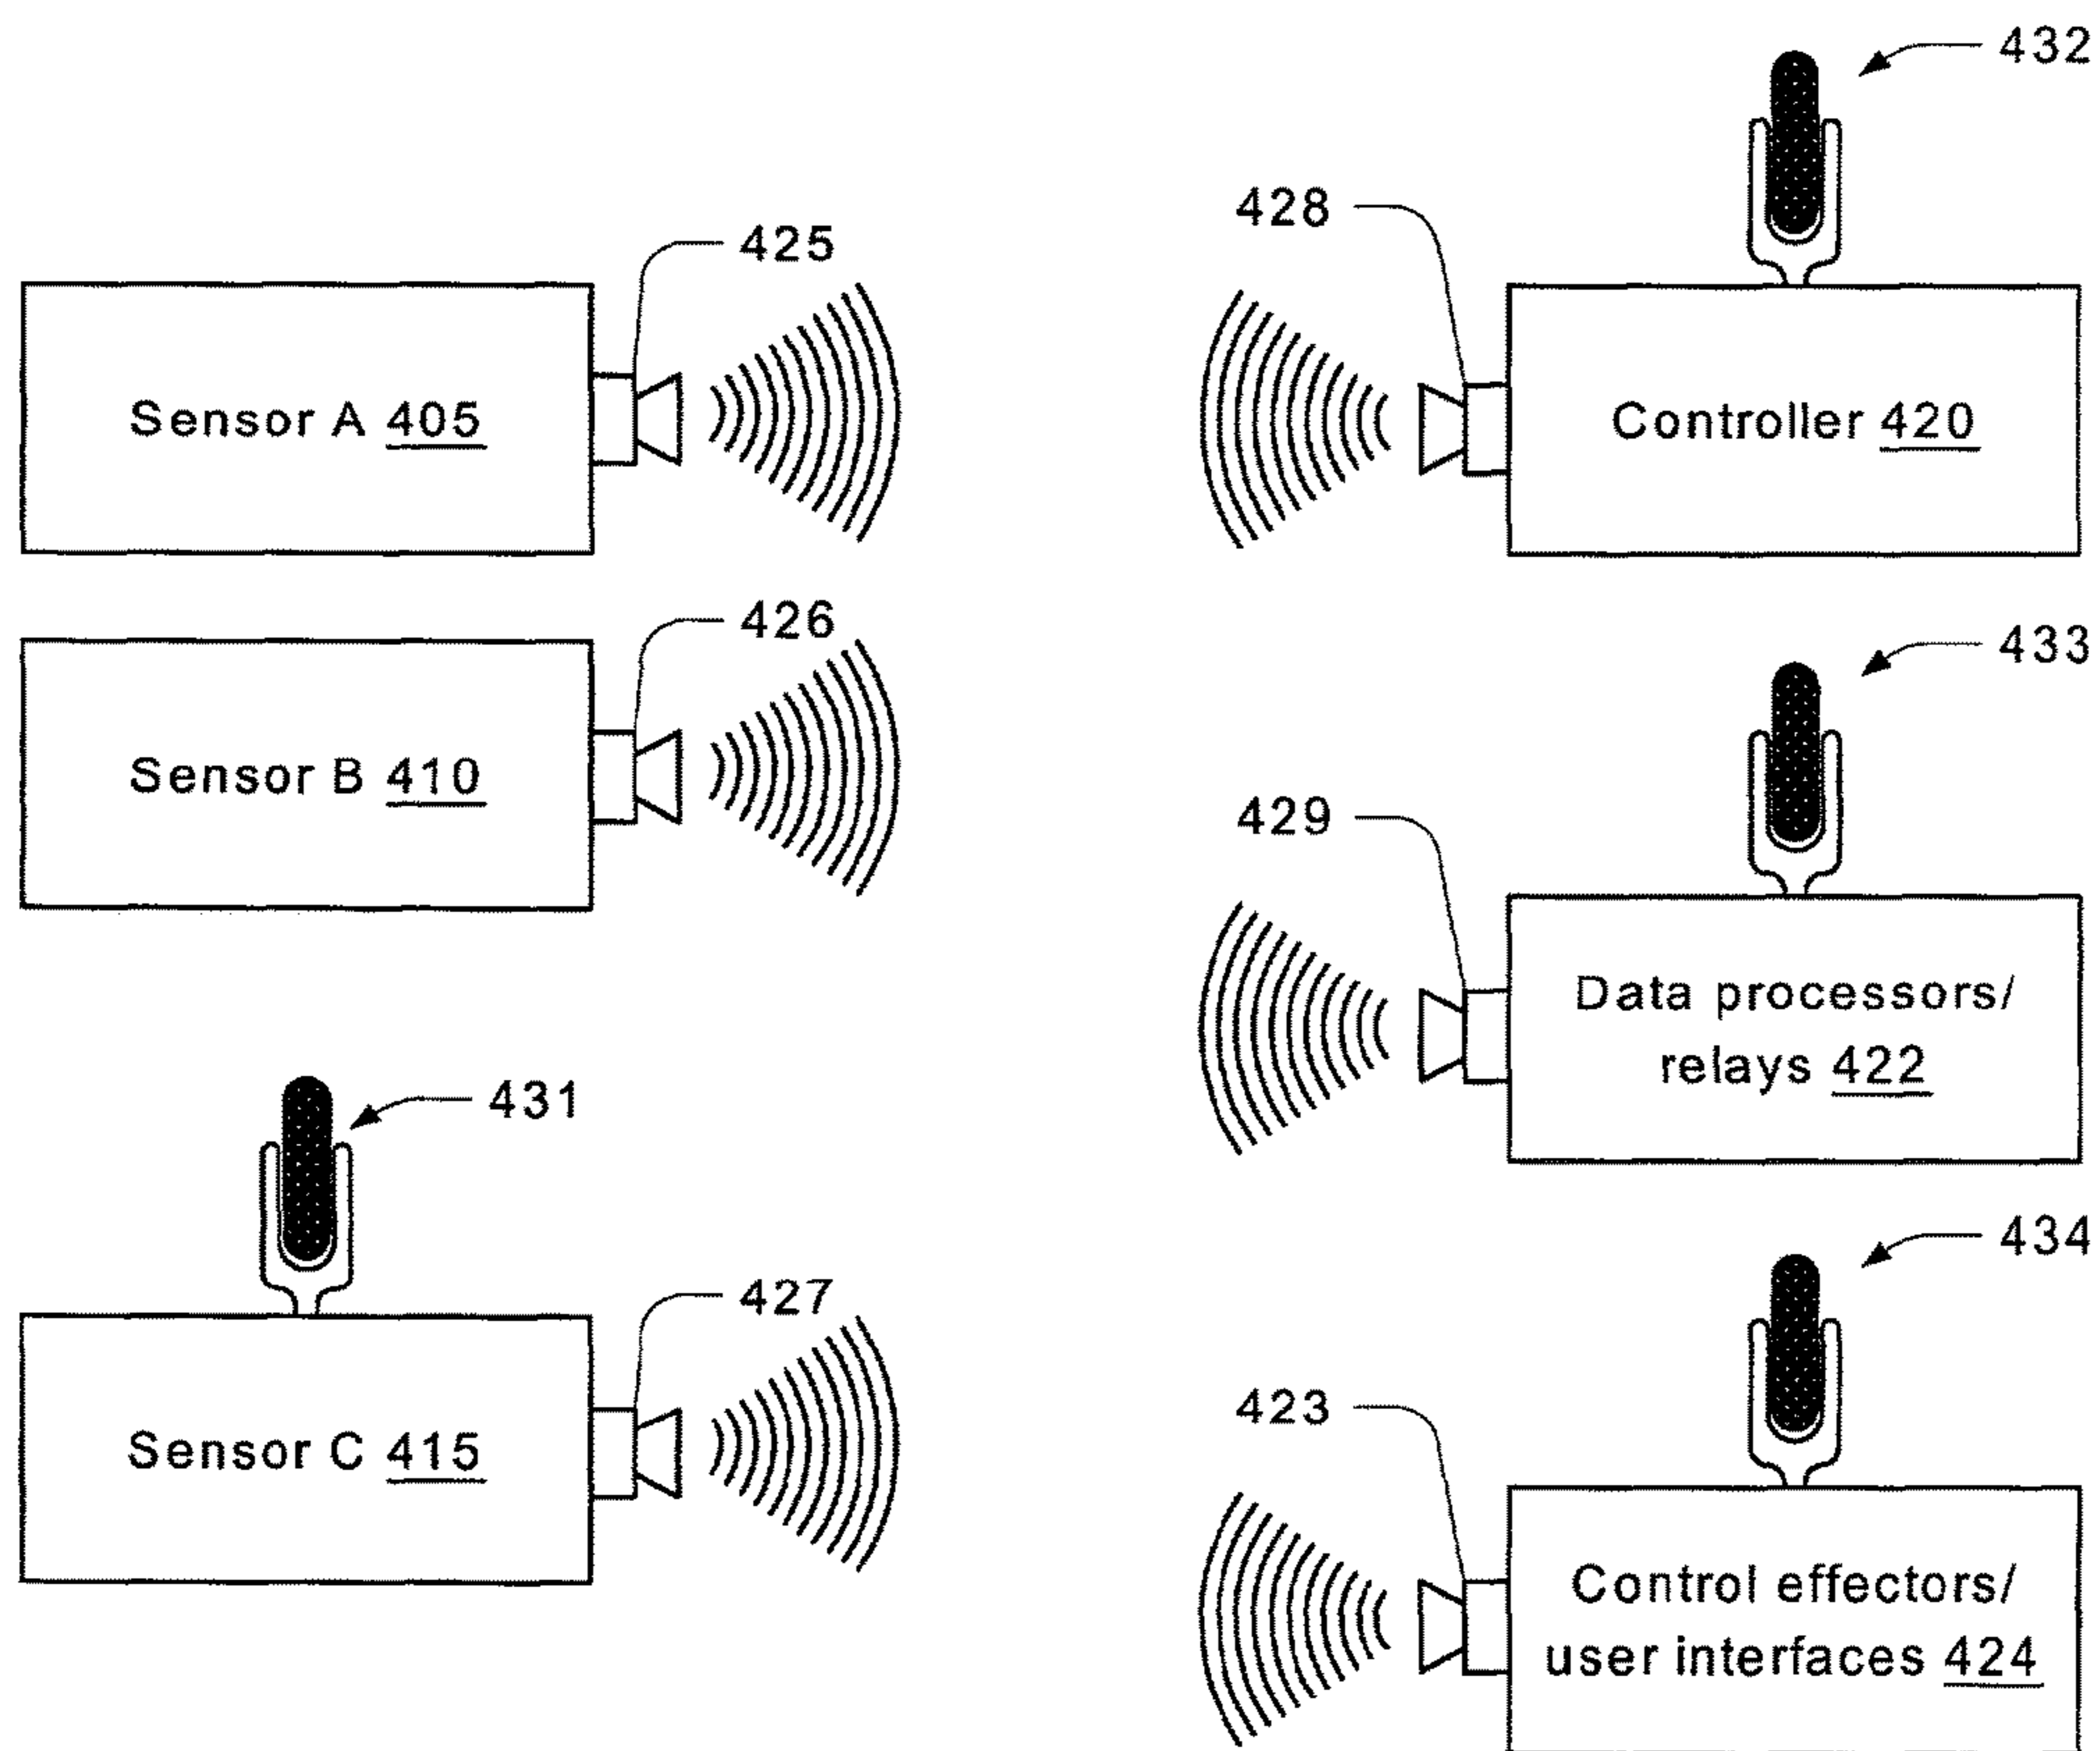 432
428
425
Sensor A 405
Controller 420
426
433
Sensor B 410
429
Data processors/
relays 422
431
434
427
423
Sensor C 415
Control effectors/
user interfaces 424